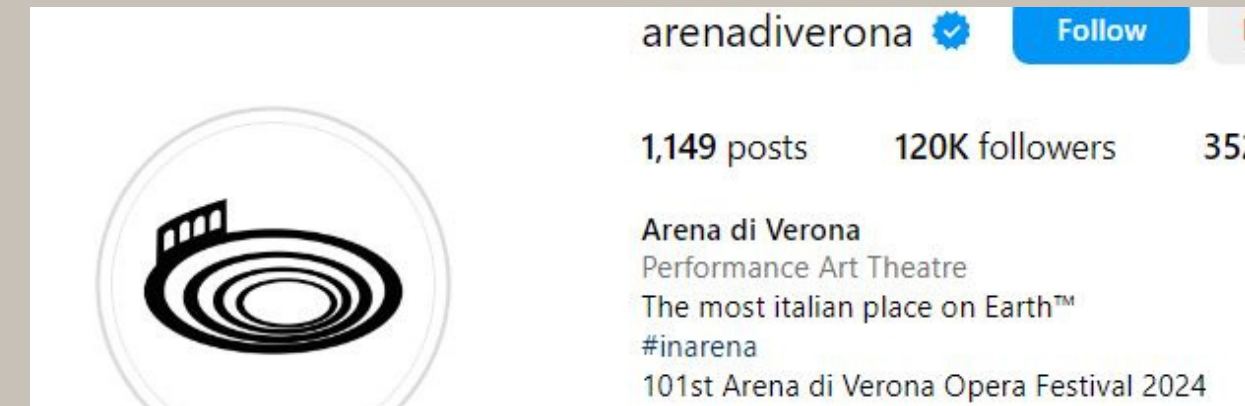 arenadiverona Follow
1,149 posts 120K followers
Arena di Verona
Performance Art Theatre
The most italian place on Earth™
#inarena
101st Arena di Verona Opera Festival 2024